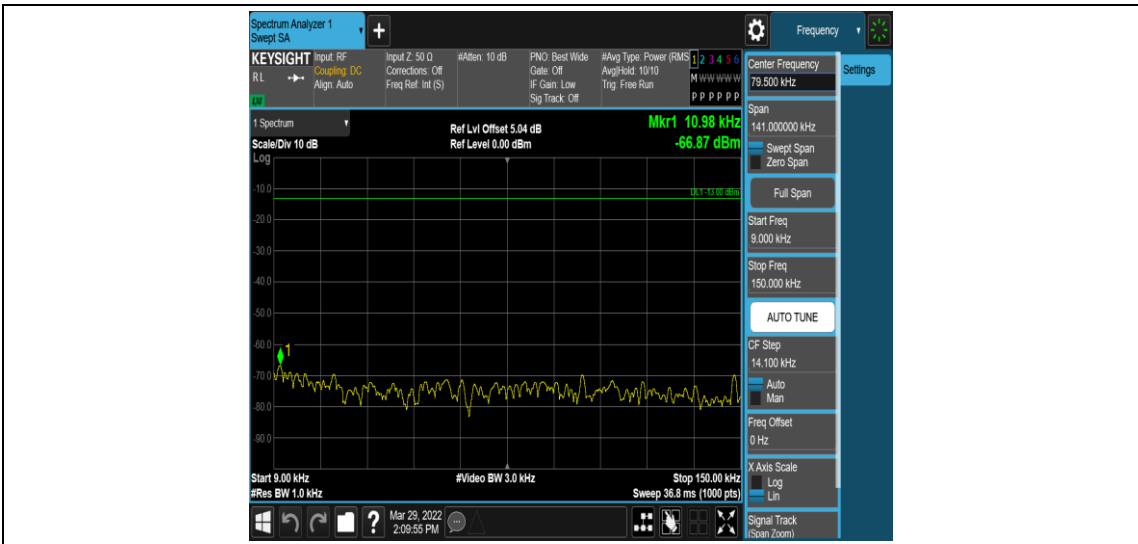 Spectrum Analyzer 1
Swept SA
+
Frequency
KEYSIGHT
RL
LXI
Input: RF
Coupling: DC
Align: Auto
Input Z: 50 Ω
Corrections: Off
Freq Ref: Int (S)
#Atten: 10 dB
PNO: Best Wide
Gate: Off
IF Gain: Low
Sig Track: Off
#Avg Type: Power (RMS
Avg|Hold: 10/10
Trig: Free Run
1 2 3 4 5 6
M W W W W W
P P P P P P
1 Spectrum
Scale/Div 10 dB
Log
Ref Lvl Offset 5.04 dB
Ref Level 0.00 dBm
Mkr1 10.98 kHz
-66.87 dBm
DL1 -13.00 dBm
-10.0
-20.0
-30.0
-40.0
-50.0
-60.0
-70.0
-80.0
-90.0
1
Start 9.00 kHz
#Res BW 1.0 kHz
#Video BW 3.0 kHz
Stop 150.00 kHz
Sweep 36.8 ms (1000 pts)
?
Mar 29, 2022
2:09:55 PM
Center Frequency
79.500 kHz
Span
141.000000 kHz
Swept Span
Zero Span
Full Span
Start Freq
9.000 kHz
Stop Freq
150.000 kHz
AUTO TUNE
CF Step
14.100 kHz
Auto
Man
Freq Offset
0 Hz
X Axis Scale
Log
Lin
Signal Track
(Span Zoom)
Settings